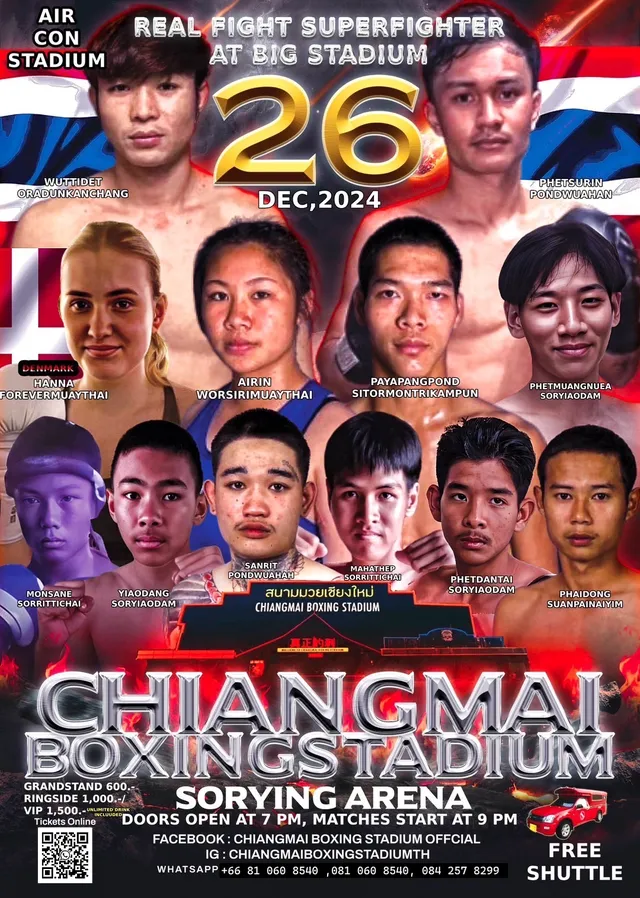 AIR
CON
STADIUM
REAL FIGHT SUPERFIGHTER
AT BIG STADIUM
26
DEC,2024
WUTTIDET
ORADUNKANCHANG
PHETSURIN
PONDWUAHAN
DENMARK
HANNA
FOREVERMUAYTHAI
AIRIN
WORSIRIMUAYTHAI
PAYAPANGPOND
SITORMONTRIKAMPUN
PHETMUANGNUEA
SORYIAODAM
MONSANE
SORRITTICHAI
YIAODANG
SORYIAODAM
SANRIT
PONDWUAHAH
MAHATHEP
SORRITTICHAI
PHETDANTAI
SORYIAODAM
PHAIDONG
SUANPAINAIYIM
สนามมวยเชียงใหม่
CHIANGMAI BOXING STADIUM
CHIANGMAI
BOXINGSTADIUM
GRANDSTAND 600.-
RINGSIDE 1,000.-/
VIP 1,500.- UNLIMITED DRINK
INCLUUDED
Tickets Online
SORYING ARENA
DOORS OPEN AT 7 PM, MATCHES START AT 9 PM
FACEBOOK : CHIANGMAI BOXING STADIUM OFFCIAL
IG : CHIANGMAIBOXINGSTADIUMTH
WHATSAPP +66 81 060 8540 ,081 060 8540, 084 257 8299
FREE
SHUTTLE